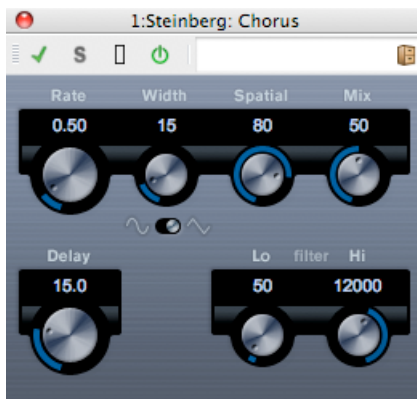 1:Steinberg: Chorus
S
Rate Width Spatial Mix
0.50 15 80 50
Delay Lo filter Hi
15.0 50 12000